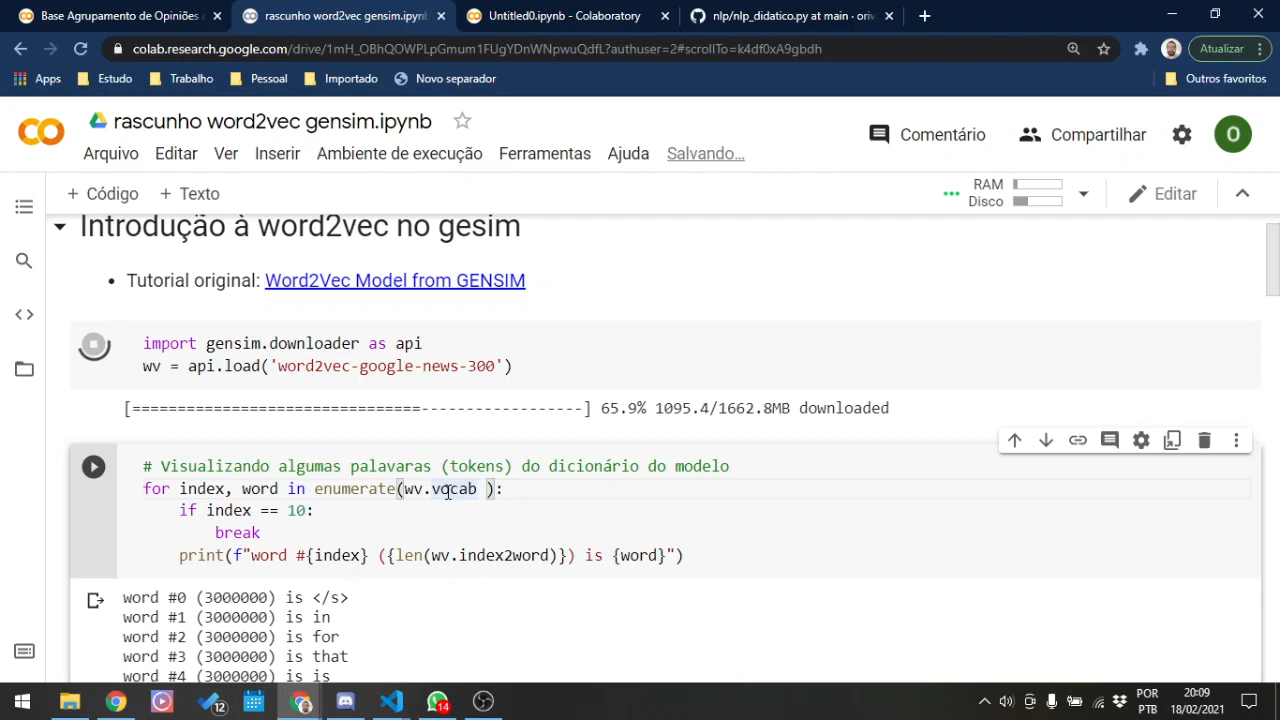 Base Agrupamento de Opiniões c
rascunho word2vec gensim.ipynb
Untitled0.ipynb - Colaboratory
nlp/nlp_didatico.py at main · oriv
colab.research.google.com/drive/1mH_OBhQOWPLpGmum1FUgYDnWNpwuQdfL?authuser=2#scrollTo=k4df0xA9gbdh
Atualizar
Apps
Estudo
Trabalho
Pessoal
Importado
Novo separador
Outros favoritos
rascunho word2vec gensim.ipynb
Comentário
Compartilhar
O
Arquivo Editar Ver Inserir Ambiente de execução Ferramentas Ajuda Salvando...
+ Código + Texto
RAM
Disco
Editar
Introdução à word2vec no gesim
• Tutorial original: Word2Vec Model from GENSIM
import gensim.downloader as api
wv = api.load('word2vec-google-news-300')
[================================------------------] 65.9% 1095.4/1662.8MB downloaded
# Visualizando algumas palavaras (tokens) do dicionário do modelo
for index, word in enumerate(wv.vocab ):
if index == 10:
break
print(f"word #{index} ({len(wv.index2word)}) is {word}")
word #0 (3000000) is </s>
word #1 (3000000) is in
word #2 (3000000) is for
word #3 (3000000) is that
word #4 (3000000) is is
12
14
POR
PTB
20:09
18/02/2021